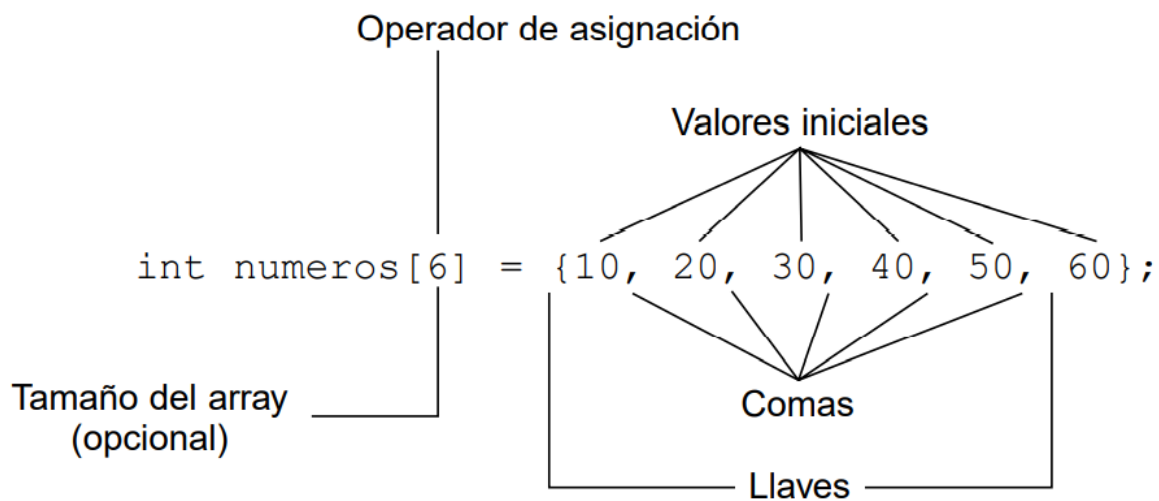 Operador de asignación
Valores iniciales
int numeros[6] = {10, 20, 30, 40, 50, 60};
Tamaño del array
(opcional)
Comas
Llaves